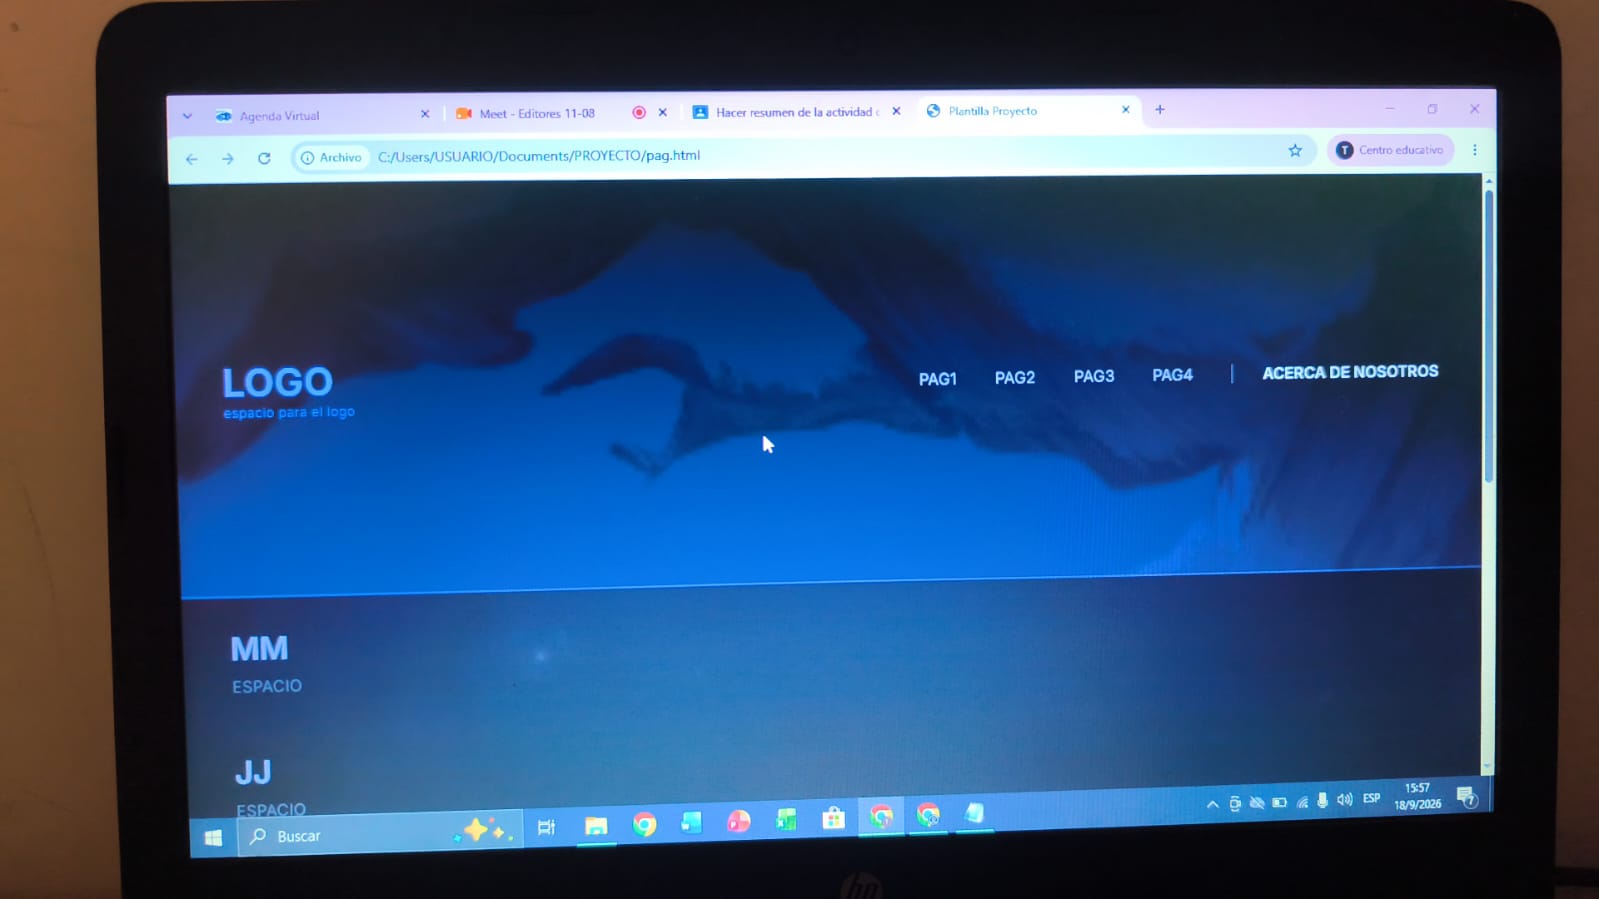 Agenda Virtual
Meet - Editores 11-08
Hacer resumen de la actividad
Plantilla Proyecto
Archivo
C:/Users/USUARIO/Documents/PROYECTO/pag.html
T
Centro educativo
LOGO
espacio para el logo
PAG1
PAG2
PAG3
PAG4
ACERCA DE NOSOTROS
MM
ESPACIO
JJ
ESPACIO
Buscar
ESP
15:57
18/9/2026
7
hp